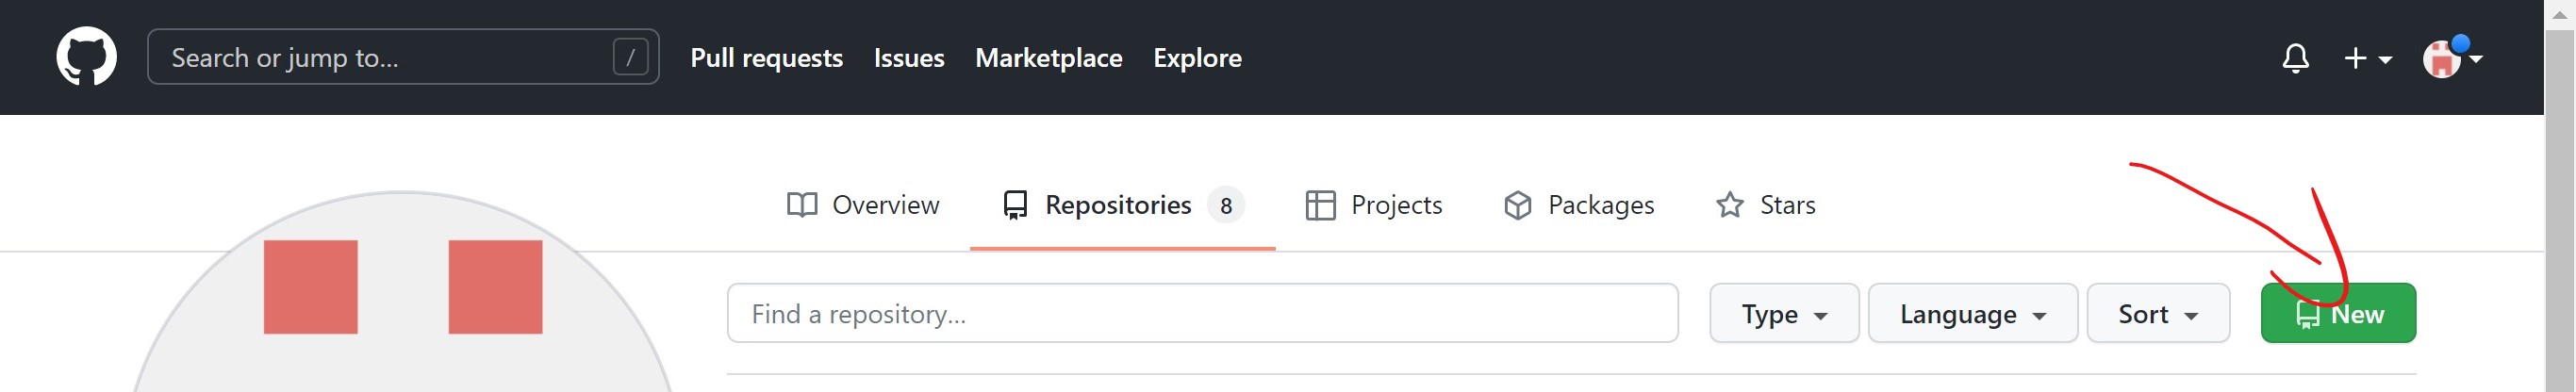 Search or jump to... /
Pull requests Issues Marketplace Explore
Overview Repositories 8 Projects Packages Stars
Find a repository... Type Language Sort New